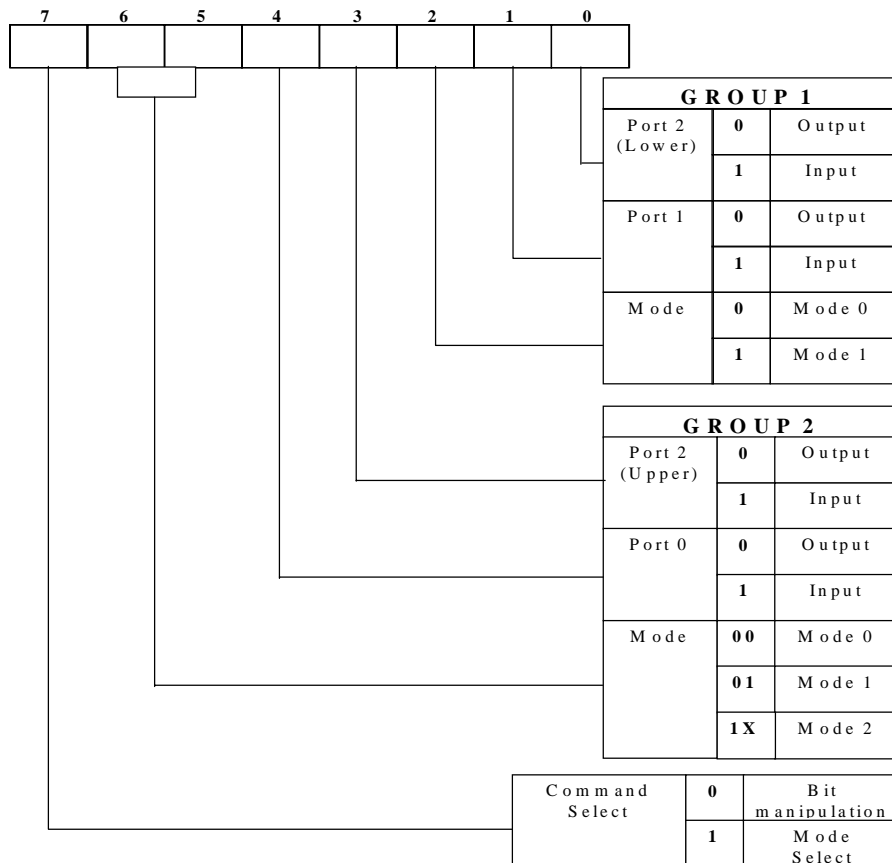 7 6 5 4 3 2 1 0
GROUP 1
Port 2 0 Output
(Lower)
1 Input
Port 1 0 Output
1 Input
Mode 0 Mode 0
1 Mode 1
GROUP 2
Port 2 0 Output
(Upper)
1 Input
Port 0 0 Output
1 Input
Mode 00 Mode 0
01 Mode 1
1X Mode 2
Command 0 Bit
Select manipulation
1 Mode
Select